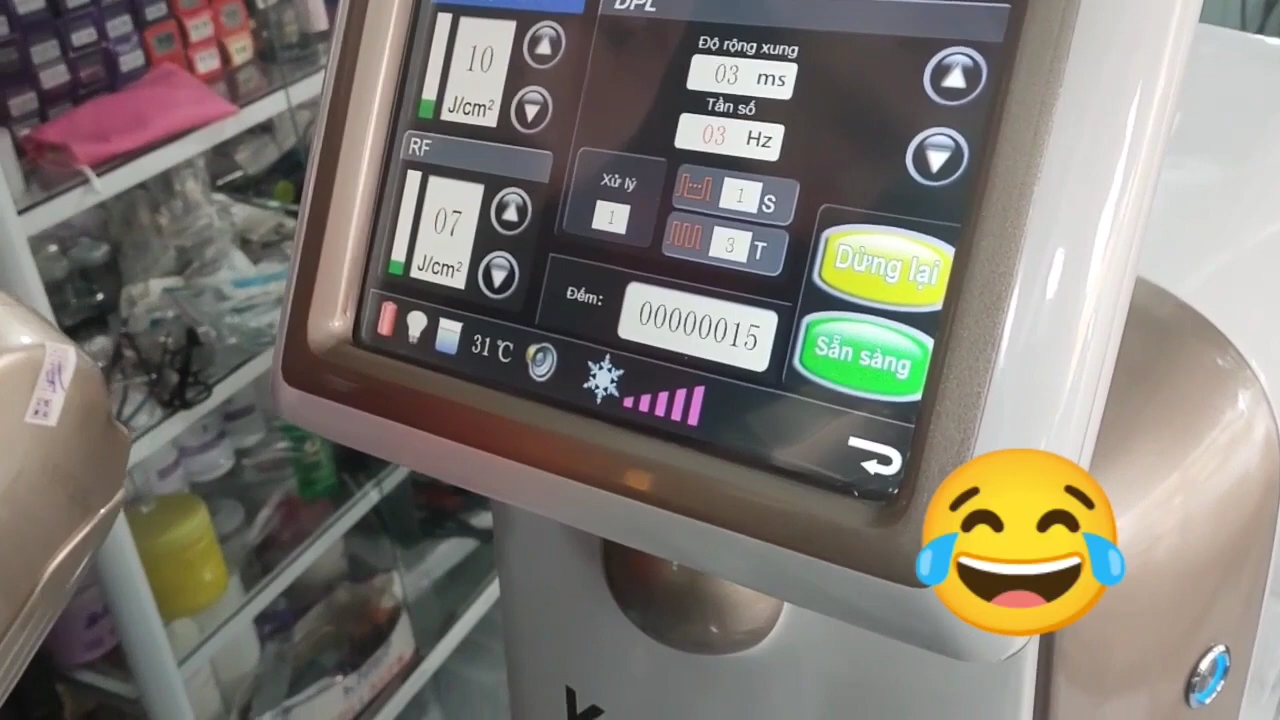 DPL
10
J/cm²
Độ rộng xung
03 ms
Tần số
03 Hz
RF
07
J/cm²
Xử lý
1
1 S
3 T
Đếm: 00000015
Dừng lại
Sẵn sàng
31℃
k